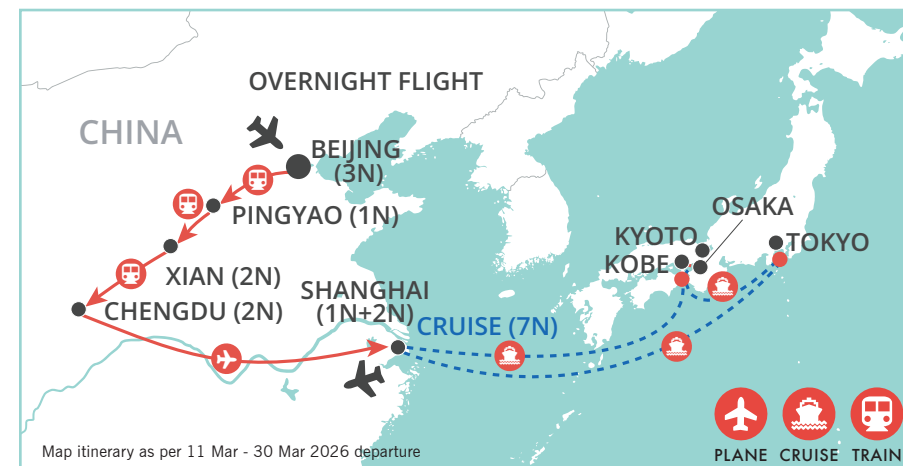 OVERNIGHT FLIGHT
CHINA
BEIJING
(3N)
PINGYAO (1N)
OSAKA
KYOTO
TOKYO
KOBE
XIAN (2N)
SHANGHAI
(1N+2N)
CHENGDU (2N)
CRUISE (7N)
Map itinerary as per 11 Mar - 30 Mar 2026 departure
PLANE CRUISE TRAIN